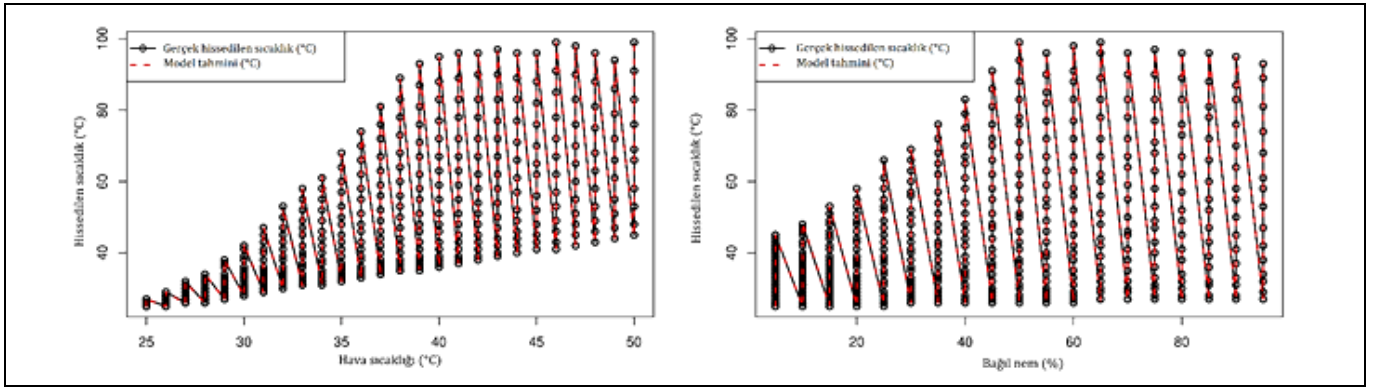 Gerçek hissedilen sıcaklık (°C)
Model tahmini (°C)
Hissedilen sıcaklık (°C)
100
80
60
40
25 30 35 40 45 50
Hava sıcaklığı (°C)
Gerçek hissedilen sıcaklık (°C)
Model tahmini (°C)
Hissedilen sıcaklık (°C)
100
80
60
40
20 40 60 80
Bağıl nem (%)